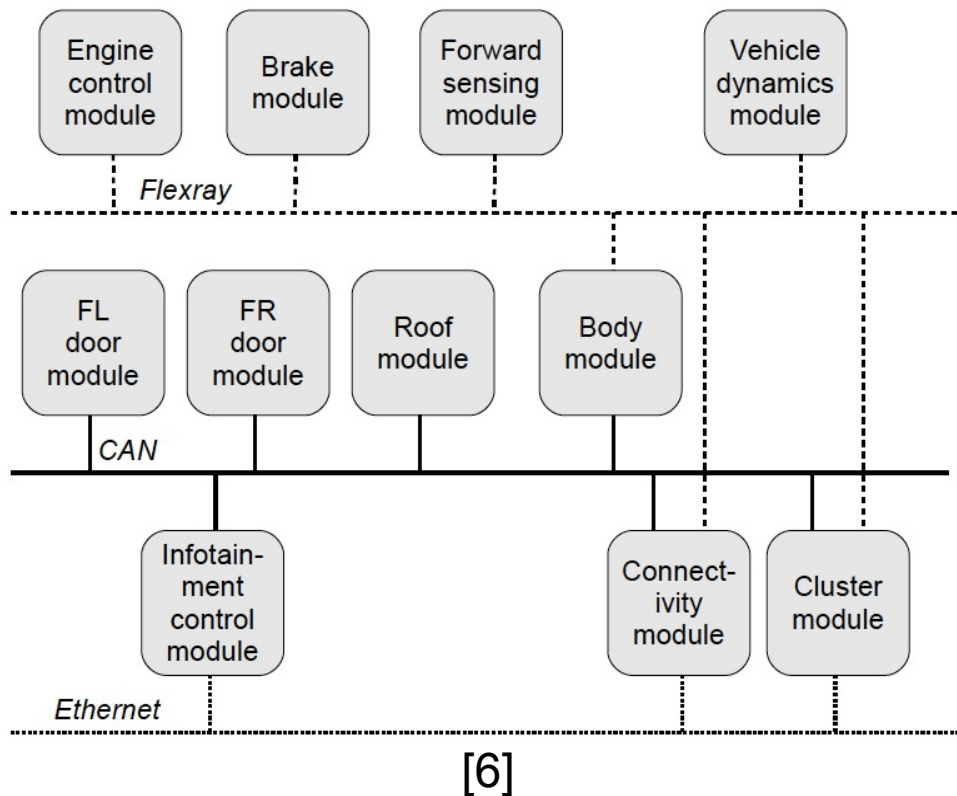 Engine
control
module
Brake
module
Forward
sensing
module
Vehicle
dynamics
module
Flexray
FL
door
module
FR
door
module
Roof
module
Body
module
CAN
Infotain-
ment
control
module
Connect-
ivity
module
Cluster
module
Ethernet
[6]